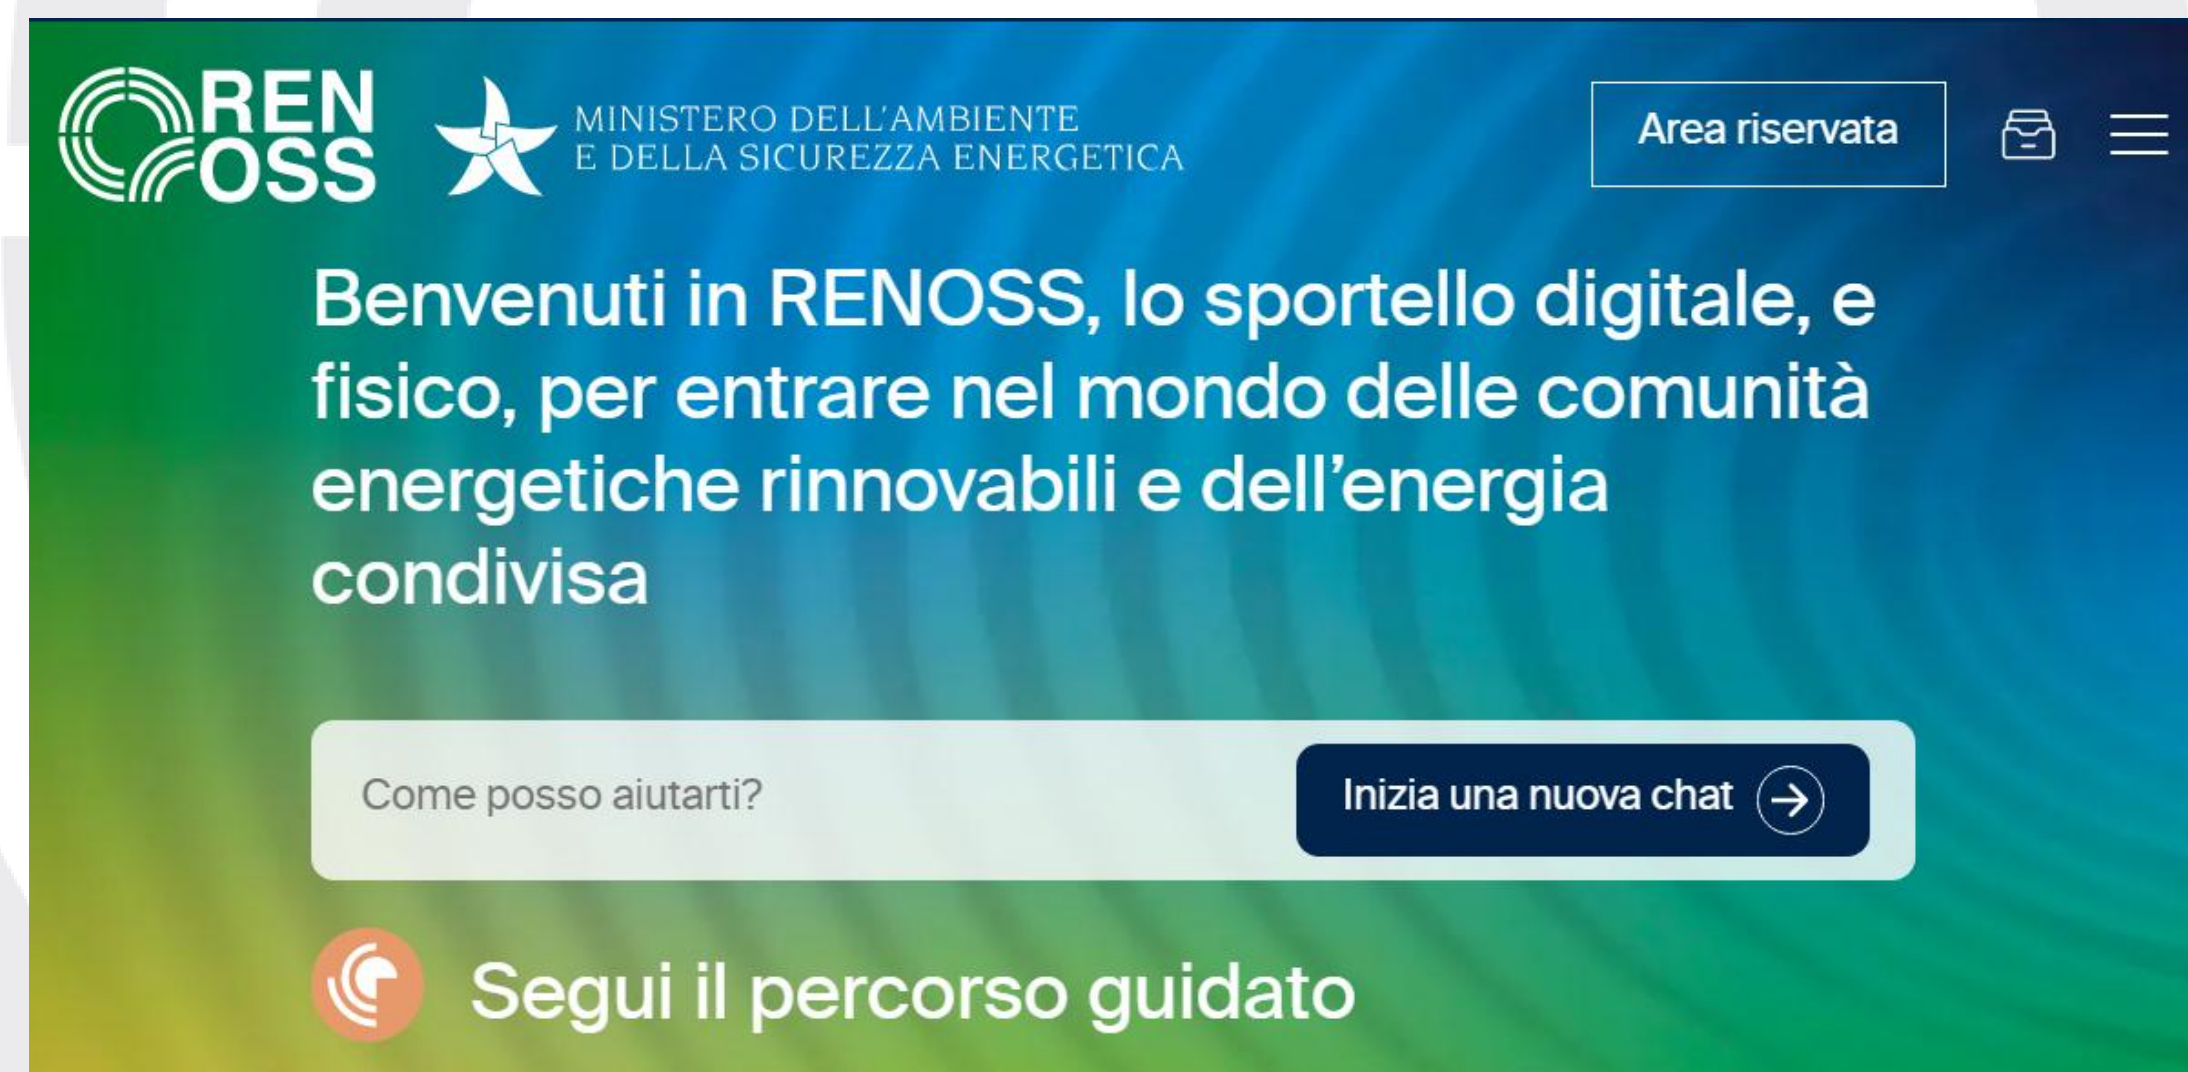 REN
OSS
MINISTERO DELL'AMBIENTE
E DELLA SICUREZZA ENERGETICA
Area riservata
Benvenuti in RENOSS, lo sportello digitale, e
fisico, per entrare nel mondo delle comunità
energetiche rinnovabili e dell’energia
condivisa
Come posso aiutarti?
Inizia una nuova chat
Segui il percorso guidato